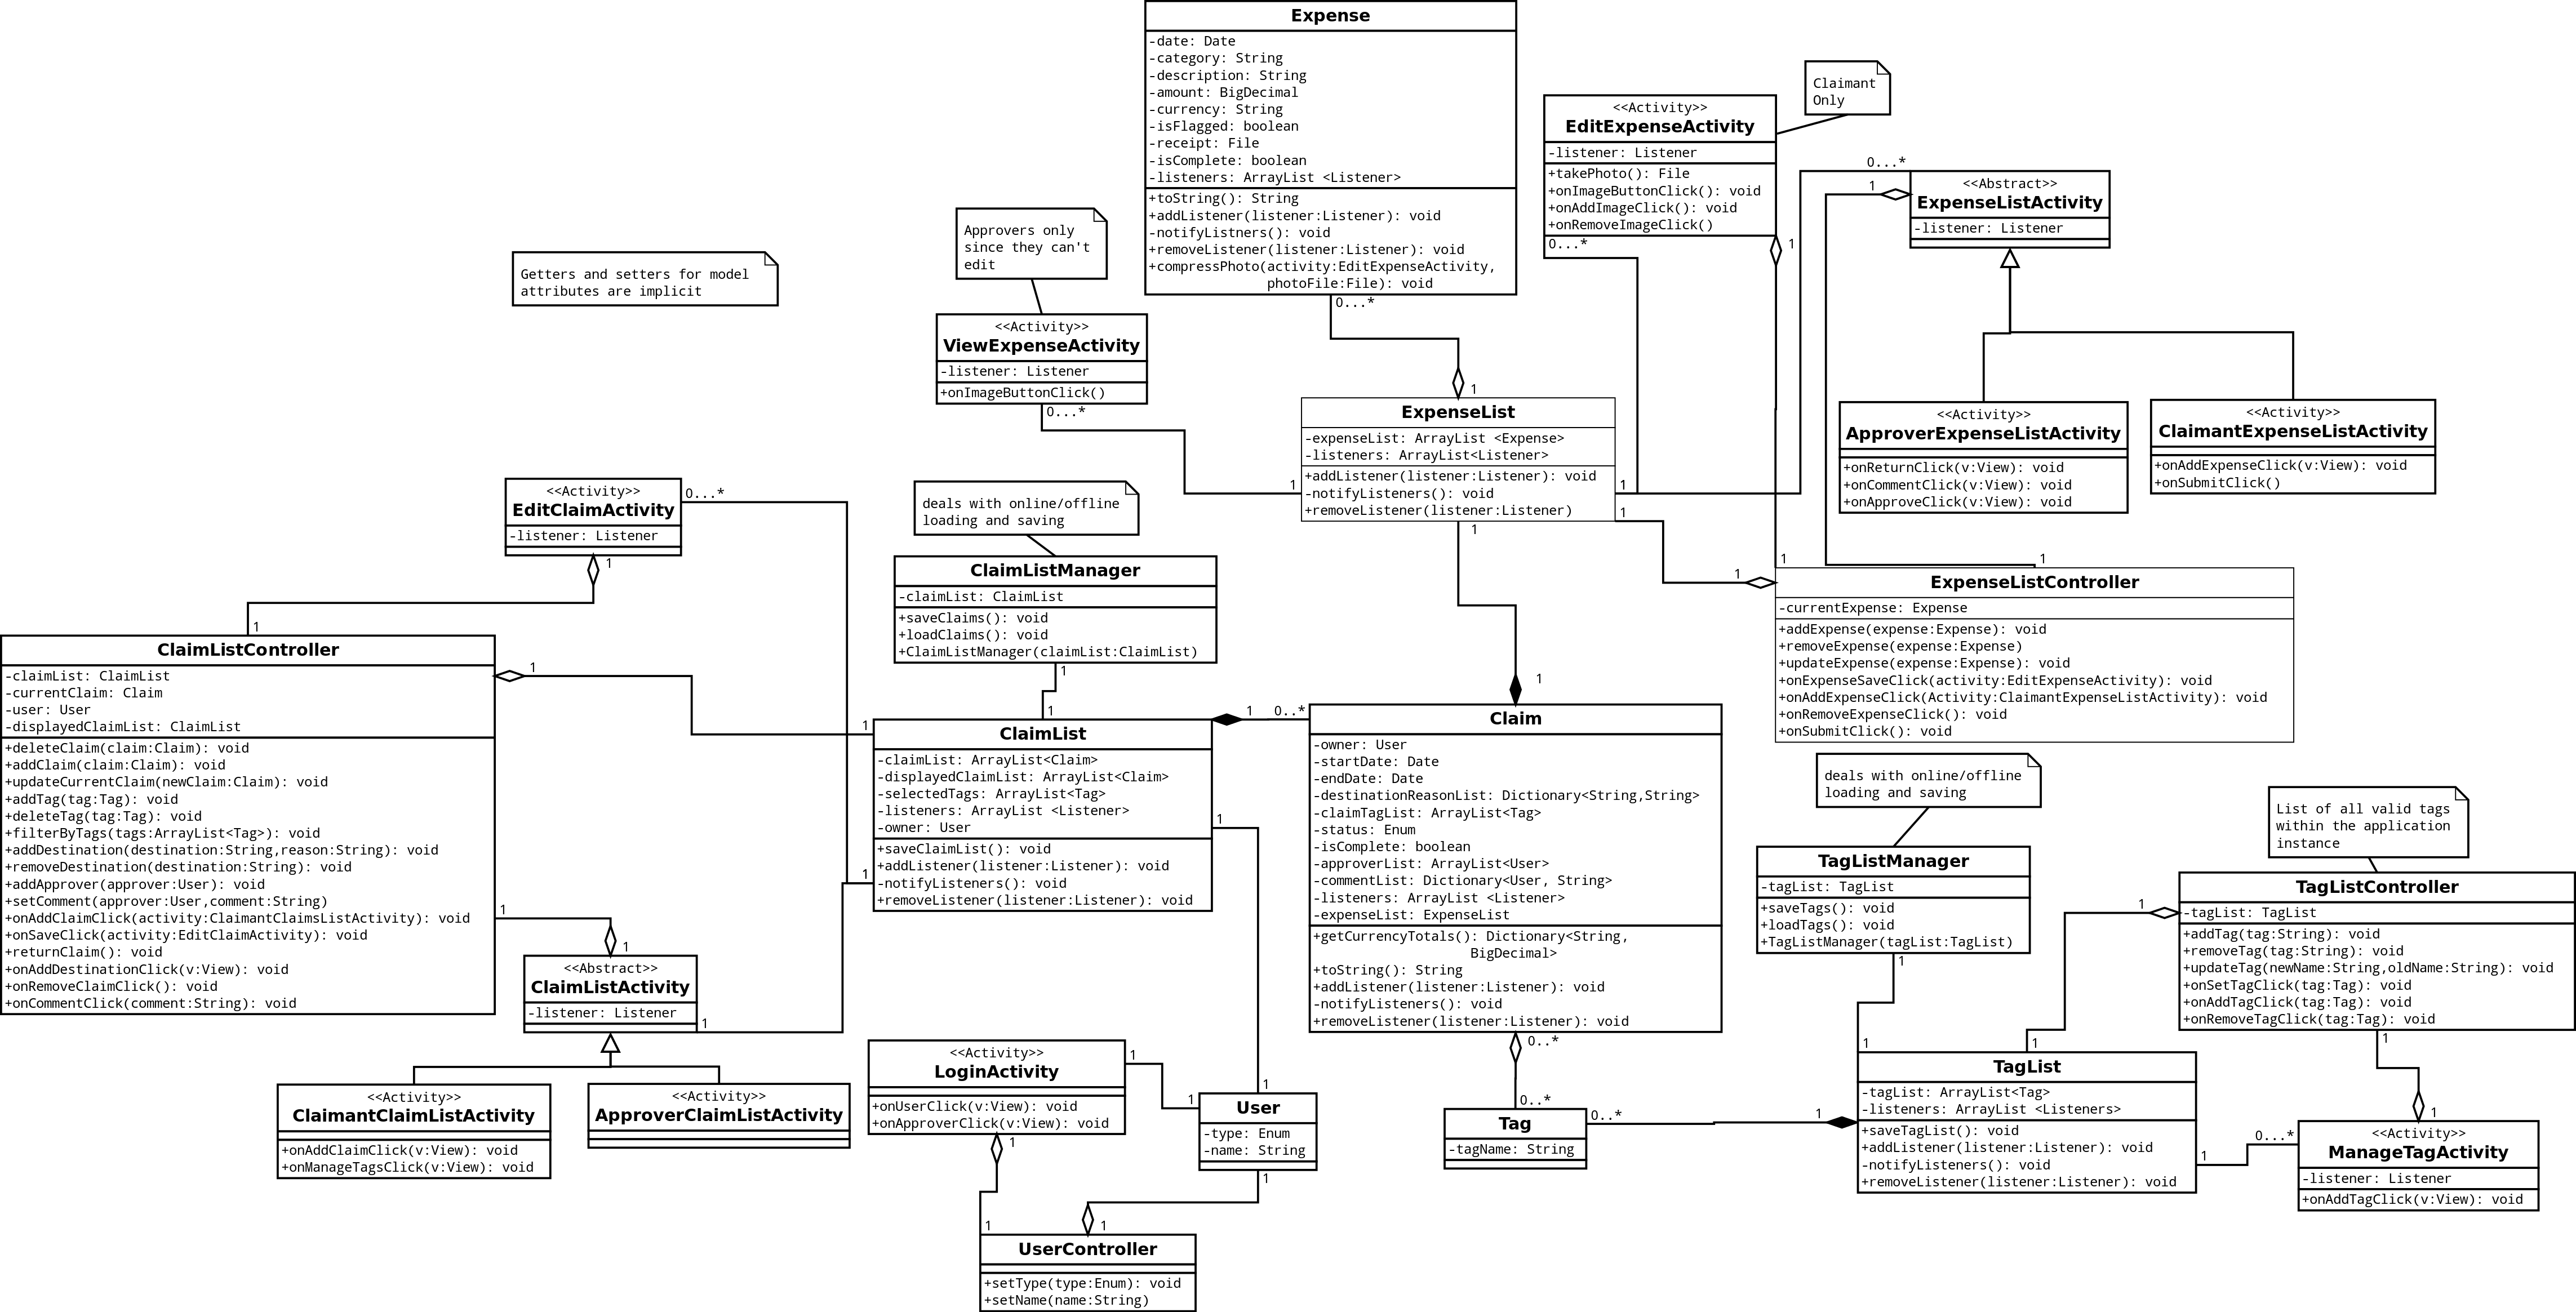 Expense
-date: Date
-category: String
-description: String
-amount: BigDecimal
-currency: String
-isFlagged: boolean
-receipt: File
-isComplete: boolean
-listeners: ArrayList <Listener>
+toString(): String
+addListener(listener:Listener): void
-notifyListners(): void
+removeListener(listener:Listener): void
+compressPhoto(activity:EditExpenseActivity,
photoFile:File): void
0...*
Claimant
Only
<<Activity>>
EditExpenseActivity
-listener: Listener
+takePhoto(): File
+onImageButtonClick(): void
+onAddImageClick(): void
+onRemoveImageClick()
0...*
1
0...*
1
<<Abstract>>
ExpenseListActivity
-listener: Listener
Approvers only
since they can't
edit
Getters and setters for model
attributes are implicit
<<Activity>>
ViewExpenseActivity
-listener: Listener
+onImageButtonClick()
0...*
1
ExpenseList
-expenseList: ArrayList <Expense>
-listeners: ArrayList<Listener>
+addListener(listener:Listener): void
-notifyListeners(): void
+removeListener(listener:Listener)
1
1
1
1
<<Activity>>
ApproverExpenseListActivity
+onReturnClick(v:View): void
+onCommentClick(v:View): void
+onApproveClick(v:View): void
<<Activity>>
ClaimantExpenseListActivity
+onAddExpenseClick(v:View): void
+onSubmitClick()
<<Activity>>
EditClaimActivity
-listener: Listener
0...*
1
deals with online/offline
loading and saving
ClaimListManager
-claimList: ClaimList
+saveClaims(): void
+loadClaims(): void
+ClaimListManager(claimList:ClaimList)
1
1
1
1
1
ExpenseListController
-currentExpense: Expense
+addExpense(expense:Expense): void
+removeExpense(expense:Expense)
+updateExpense(expense:Expense): void
+onExpenseSaveClick(activity:EditExpenseActivity): void
+onAddExpenseClick(Activity:ClaimantExpenseListActivity): void
+onRemoveExpenseClick(): void
+onSubmitClick(): void
1
ClaimListController
-claimList: ClaimList
-currentClaim: Claim
-user: User
-displayedClaimList: ClaimList
+deleteClaim(claim:Claim): void
+addClaim(claim:Claim): void
+updateCurrentClaim(newClaim:Claim): void
+addTag(tag:Tag): void
+deleteTag(tag:Tag): void
+filterByTags(tags:ArrayList<Tag>): void
+addDestination(destination:String,reason:String): void
+removeDestination(destination:String): void
+addApprover(approver:User): void
+setComment(approver:User,comment:String)
+onAddClaimClick(activity:ClaimantClaimsListActivity): void
+onSaveClick(activity:EditClaimActivity): void
+returnClaim(): void
+onAddDestinationClick(v:View): void
+onRemoveClaimClick(): void
+onCommentClick(comment:String): void
1
1
1
1
ClaimList
-claimList: ArrayList<Claim>
-displayedClaimList: ArrayList<Claim>
-selectedTags: ArrayList<Tag>
-listeners: ArrayList <Listener>
-owner: User
+saveClaimList(): void
+addListener(listener:Listener): void
-notifyListeners(): void
+removeListener(listener:Listener): void
1
0..*
1
1
Claim
-owner: User
-startDate: Date
-endDate: Date
-destinationReasonList: Dictionary<String,String>
-claimTagList: ArrayList<Tag>
-status: Enum
-isComplete: boolean
-approverList: ArrayList<User>
-commentList: Dictionary<User, String>
-listeners: ArrayList <Listener>
-expenseList: ExpenseList
+getCurrencyTotals(): Dictionary<String,
BigDecimal>
+toString(): String
+addListener(listener:Listener): void
-notifyListeners(): void
+removeListener(listener:Listener): void
0..*
deals with online/offline
loading and saving
TagListManager
-tagList: TagList
+saveTags(): void
+loadTags(): void
+TagListManager(tagList:TagList)
1
1
List of all valid tags
within the application
instance
TagListController
-tagList: TagList
+addTag(tag:String): void
+removeTag(tag:String): void
+updateTag(newName:String,oldName:String): void
+onSetTagClick(tag:Tag): void
+onAddTagClick(tag:Tag): void
+onRemoveTagClick(tag:Tag): void
1
1
<<Abstract>>
ClaimListActivity
-listener: Listener
1
<<Activity>>
ClaimantClaimListActivity
+onAddClaimClick(v:View): void
+onManageTagsClick(v:View): void
<<Activity>>
ApproverClaimListActivity
<<Activity>>
LoginActivity
+onUserClick(v:View): void
+onApproverClick(v:View): void
1
1
1
1
User
-type: Enum
-name: String
1
0..*
Tag
-tagName: String
0..*
1
1
1
TagList
-tagList: ArrayList<Tag>
-listeners: ArrayList <Listeners>
+saveTagList(): void
+addListener(listener:Listener): void
-notifyListeners(): void
+removeListener(listener:Listener): void
1
0...*
1
<<Activity>>
ManageTagActivity
-listener: Listener
+onAddTagClick(v:View): void
1
1
UserController
+setType(type:Enum): void
+setName(name:String)